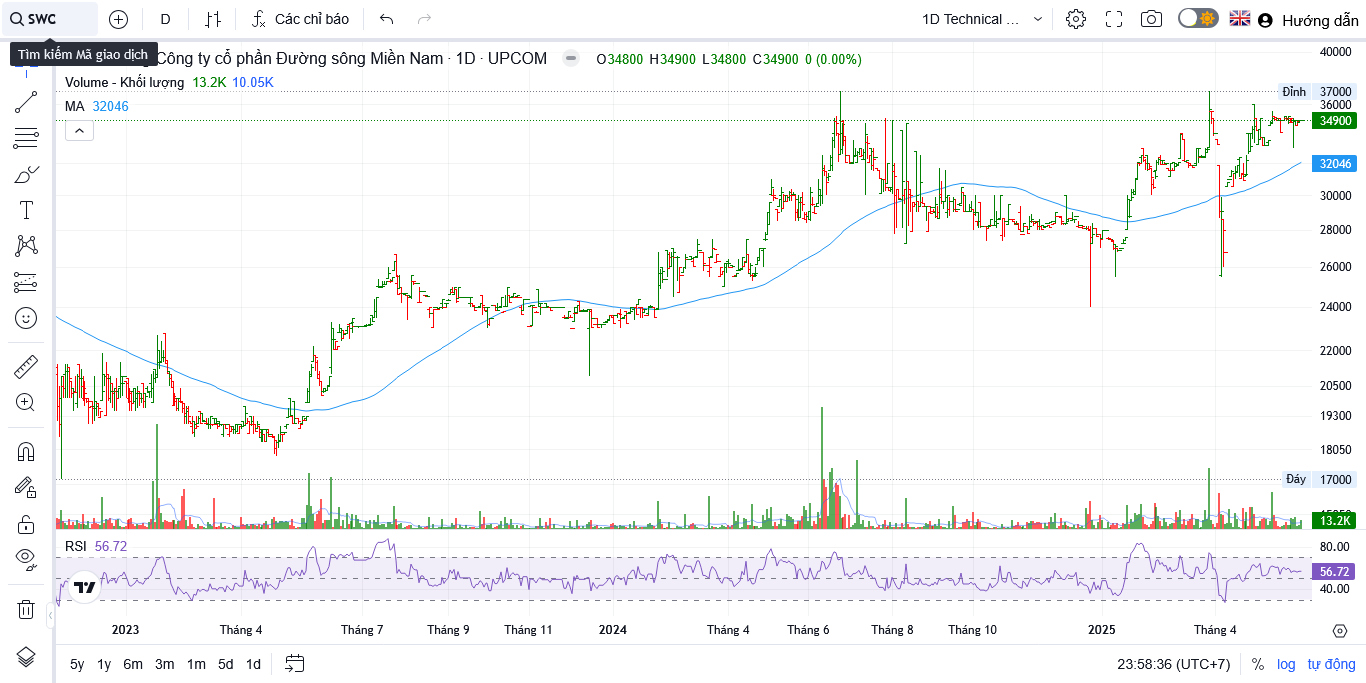 SWC
D
Các chỉ báo
1D Technical ...
Hướng dẫn
Tìm kiếm Mã giao dịch
Công ty cổ phần Đường sông Miền Nam · 1D · UPCOM
O34800 H34900 L34800 C34900 0 (0.00%)
Volume - Khối lượng 13.2K 10.05K
MA 32046
40000
Đỉnh 37000
36000
34900
32046
30000
28000
26000
24000
22000
20500
19300
18050
Đáy 17000
13.2K
RSI 56.72
80.00
56.72
40.00
2023 Tháng 4 Tháng 7 Tháng 9 Tháng 11 2024 Tháng 4 Tháng 6 Tháng 8 Tháng 10 2025 Tháng 4
5y 1y 6m 3m 1m 5d 1d
23:58:36 (UTC+7) % log tự động